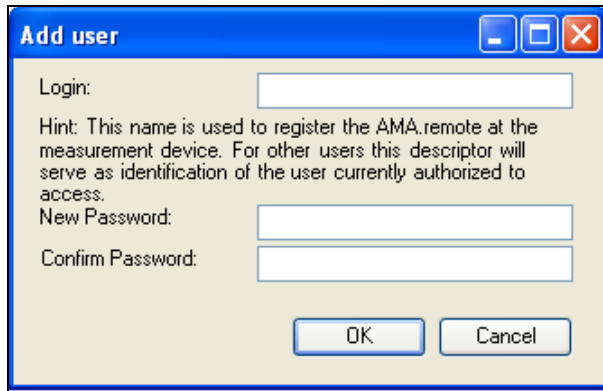 Add user
Login:
Hint: This name is used to register the AMA.remote at the
measurement device. For other users this descriptor will
serve as identification of the user currently authorized to
access.
New Password:
Confirm Password:
OK Cancel